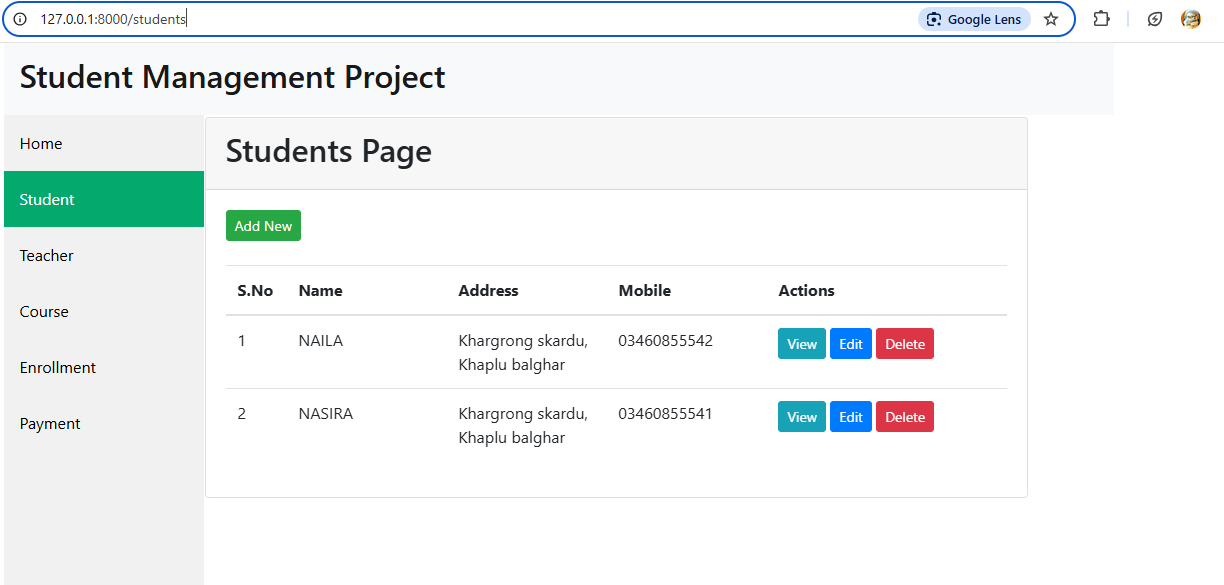 127.0.0.1:8000/students
Google Lens
Student Management Project
Home
Student
Teacher
Course
Enrollment
Payment
Students Page
Add New
S.No Name Address Mobile Actions
1 NAILA Khargrong skardu, 03460855542 View Edit Delete
Khaplu balghar
2 NASIRA Khargrong skardu, 03460855541 View Edit Delete
Khaplu balghar